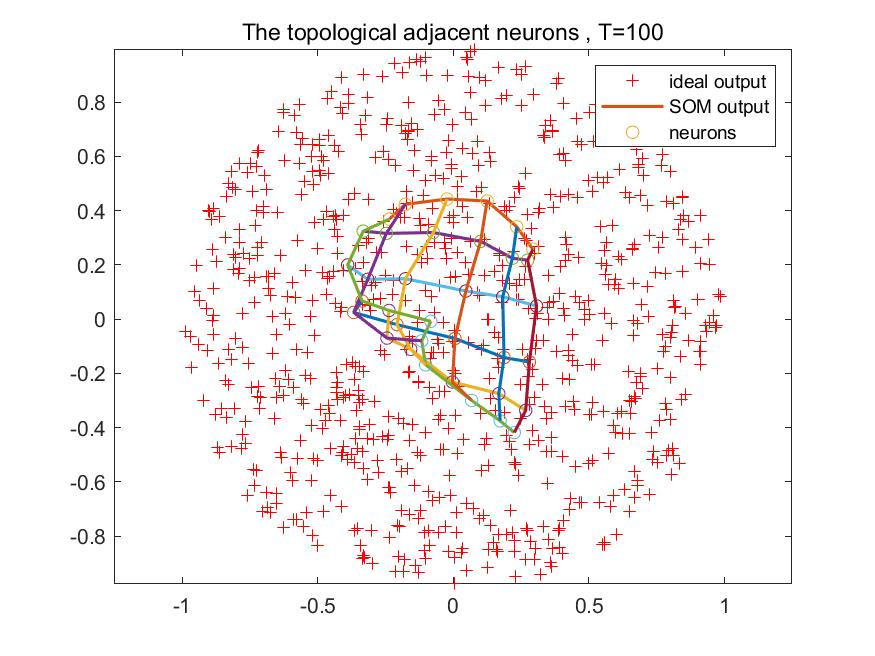 The topological adjacent neurons , T=100
ideal output
SOM output
neurons
0.8
0.6
0.4
0.2
0
-0.2
-0.4
-0.6
-0.8
-1 -0.5 0 0.5 1